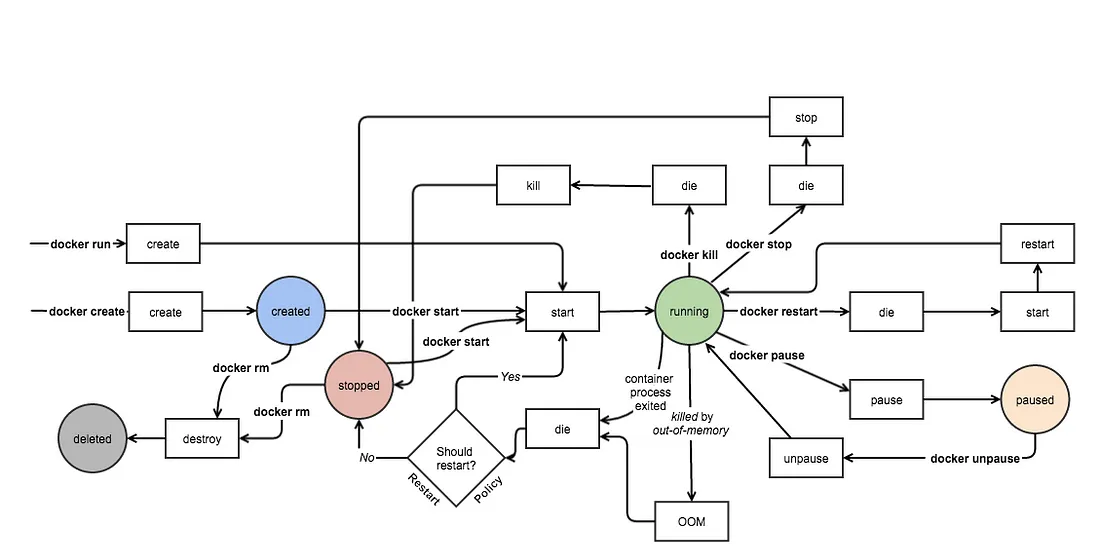 stop
kill
die
die
docker run
create
docker kill
docker stop
restart
docker create
create
created
docker start
start
running
docker restart
die
start
docker start
docker rm
stopped
docker pause
Yes
container
process
exited
pause
paused
docker rm
killed by
out-of-memory
deleted
destroy
No
Should
restart?
die
unpause
docker unpause
Restart
Policy
OOM